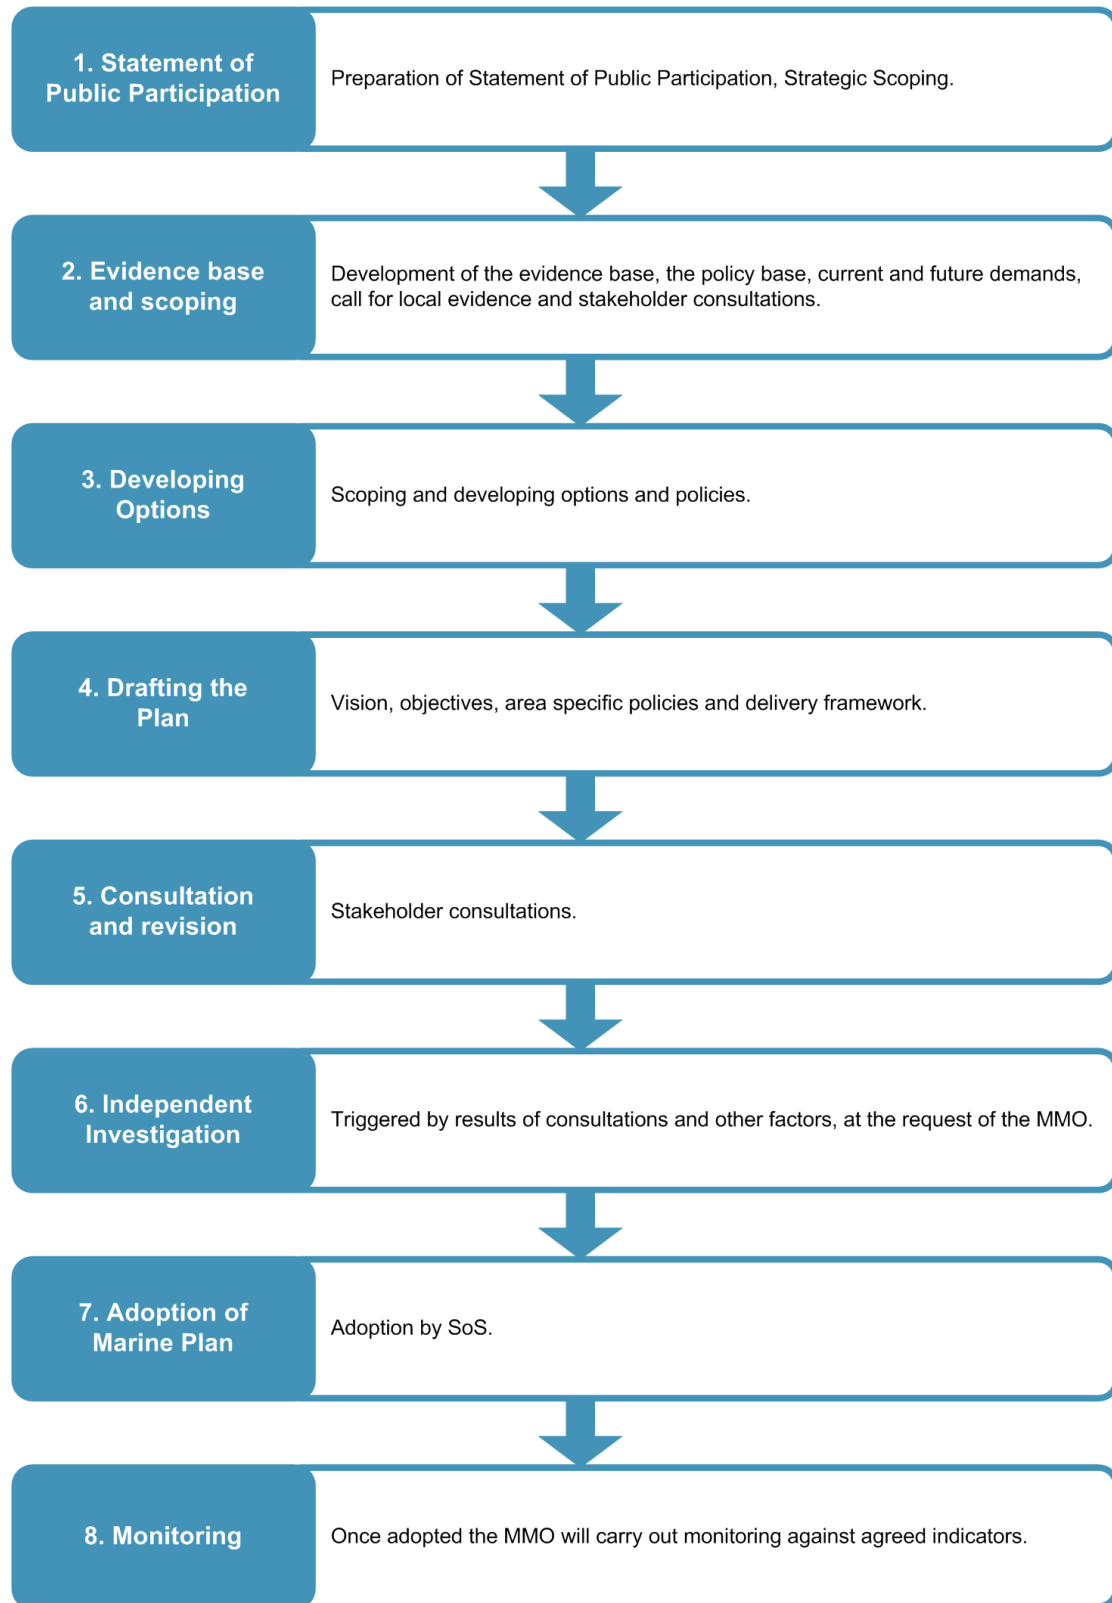 1. Statement of
Public Participation
Preparation of Statement of Public Participation, Strategic Scoping.
2. Evidence base
and scoping
Development of the evidence base, the policy base, current and future demands,
call for local evidence and stakeholder consultations.
3. Developing
Options
Scoping and developing options and policies.
4. Drafting the
Plan
Vision, objectives, area specific policies and delivery framework.
5. Consultation
and revision
Stakeholder consultations.
6. Independent
Investigation
Triggered by results of consultations and other factors, at the request of the MMO.
7. Adoption of
Marine Plan
Adoption by SoS.
8. Monitoring
Once adopted the MMO will carry out monitoring against agreed indicators.